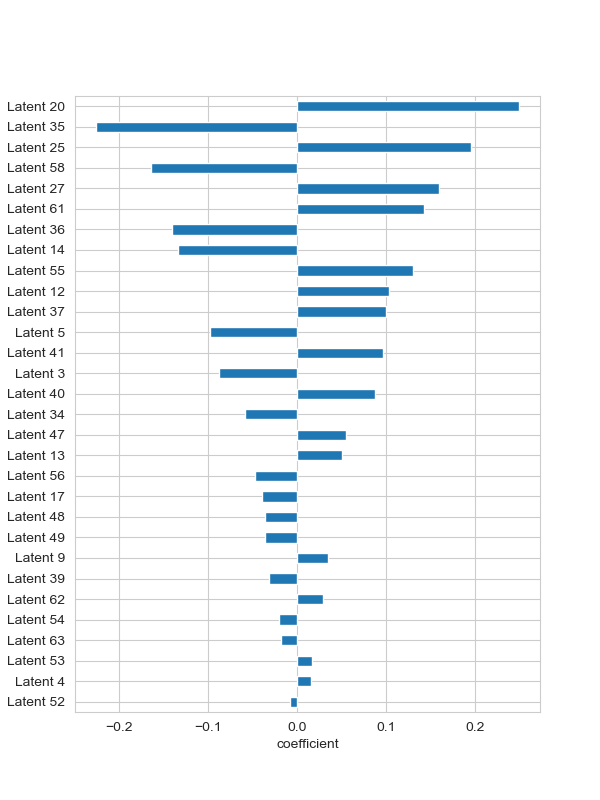 Latent 20
Latent 35
Latent 25
Latent 58
Latent 27
Latent 61
Latent 36
Latent 14
Latent 55
Latent 12
Latent 37
Latent 5
Latent 41
Latent 3
Latent 40
Latent 34
Latent 47
Latent 13
Latent 56
Latent 17
Latent 48
Latent 49
Latent 9
Latent 39
Latent 62
Latent 54
Latent 63
Latent 53
Latent 4
Latent 52
−0.2 −0.1 0.0 0.1 0.2
coefficient